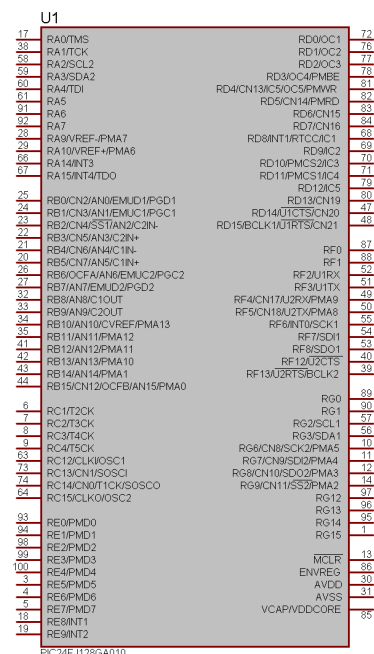 U1
17 RA0/TMS
38 RA1/TCK
58 RA2/SCL2
59 RA3/SDA2
60 RA4/TDI
61 RA5
91 RA6
92 RA7
28 RA9/VREF-/PMA7
29 RA10/VREF+/PMA6
66 RA14/INT3
67 RA15/INT4/TDO
25 RB0/CN2/AN0/EMUD1/PGD1
24 RB1/CN3/AN1/EMUC1/PGC1
23 RB2/CN4/SS1/AN2/C2IN-
22 RB3/CN5/AN3/C2IN+
21 RB4/CN6/AN4/C1IN-
20 RB5/CN7/AN5/C1IN+
26 RB6/OCFA/AN6/EMUC2/PGC2
27 RB7/AN7/EMUD2/PGD2
32 RB8/AN8/C1OUT
33 RB9/AN9/C2OUT
34 RB10/AN10/CVREF/PMA13
35 RB11/AN11/PMA12
41 RB12/AN12/PMA11
42 RB13/AN13/PMA10
43 RB14/AN14/PMA1
44 RB15/CN12/OCFB/AN15/PMA0
6 RC1/T2CK
7 RC2/T3CK
8 RC3/T4CK
9 RC4/T5CK
63 RC12/CLKI/OSC1
73 RC13/CN1/SOSCI
74 RC14/CN0/T1CK/SOSCO
64 RC15/CLKO/OSC2
93 RE0/PMD0
94 RE1/PMD1
98 RE2/PMD2
99 RE3/PMD3
100 RE4/PMD4
3 RE5/PMD5
4 RE6/PMD6
5 RE7/PMD7
18 RE8/INT1
19 RE9/INT2
RD0/OC1 72
RD1/OC2 76
RD2/OC3 77
RD3/OC4/PMBE 78
RD4/CN13/IC5/OC5/PMWR 81
RD5/CN14/PMRD 82
RD6/CN15 83
RD7/CN16 84
RD8/INT1/RTCC/IC1 68
RD9/IC2 69
RD10/PMCS2/IC3 70
RD11/PMCS1/IC4 71
RD12/IC5 79
RD13/CN19 80
RD14/U1CTS/CN20 47
RD15/BCLK1/U1RTS/CN21 48
RF0 87
RF1 88
RF2/U1RX 52
RF3/U1TX 51
RF4/CN17/U2RX/PMA9 49
RF5/CN18/U2TX/PMA8 50
RF6/INT0/SCK1 55
RF7/SDI1 54
RF8/SDO1 53
RF12/U2CTS 40
RF13/U2RTS/BCLK2 39
RG0 89
RG1 90
RG2/SCL1 57
RG3/SDA1 56
RG6/CN8/SCK2/PMA5 10
RG7/CN9/SDI2/PMA4 11
RG8/CN10/SDO2/PMA3 12
RG9/CN11/SS2/PMA2 14
RG12 97
RG13 96
RG14 95
RG15 1
MCLR 13
ENVREG 86
AVDD 30
AVSS 31
VCAP/VDDCORE 85
PIC24FJ128GA010